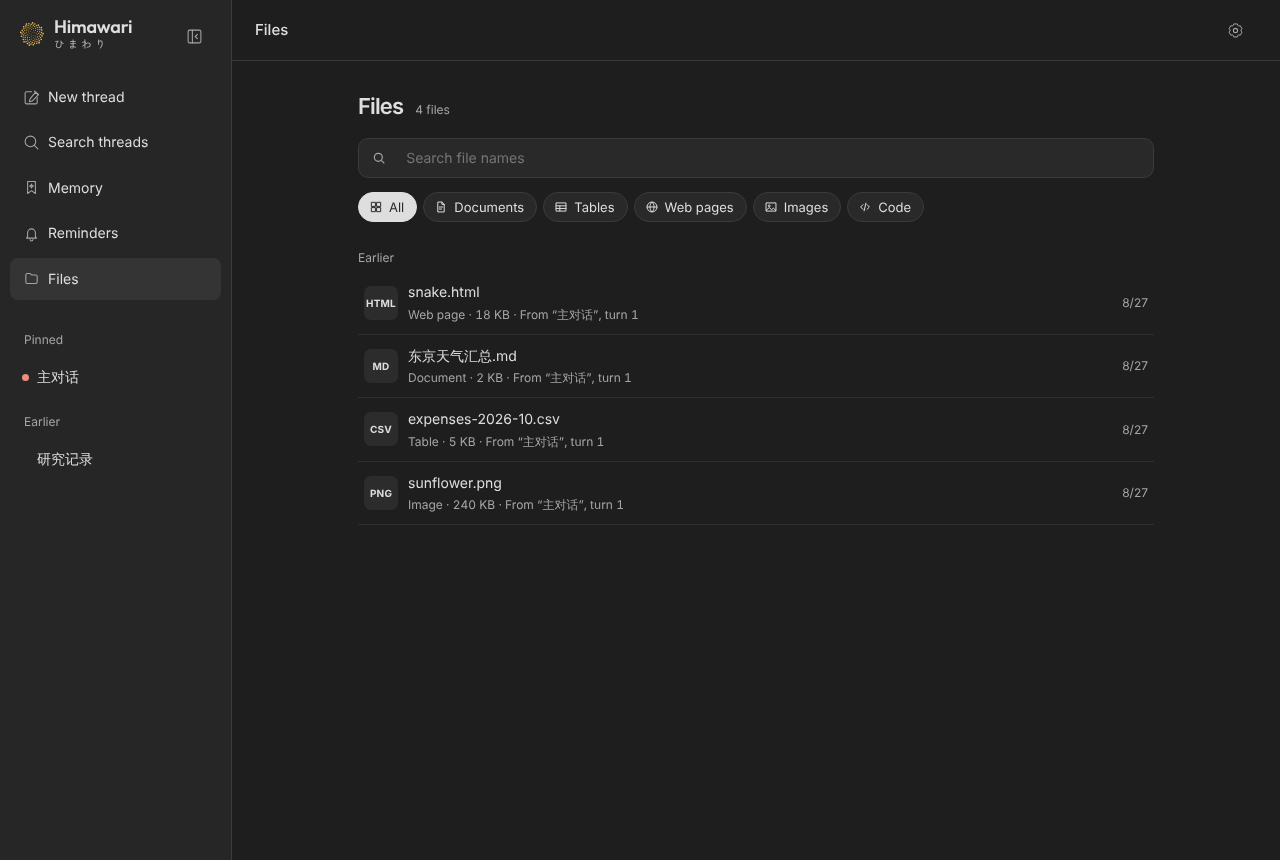 Himawari
ひまわり
Files
New thread
Search threads
Memory
Reminders
Files
Pinned
主对话
Earlier
研究记录
Files 4 files
Search file names
All Documents Tables Web pages Images Code
Earlier
HTML snake.html 8/27
Web page · 18 KB · From “主对话”, turn 1
MD 东京天气汇总.md 8/27
Document · 2 KB · From “主对话”, turn 1
CSV expenses-2026-10.csv 8/27
Table · 5 KB · From “主对话”, turn 1
PNG sunflower.png 8/27
Image · 240 KB · From “主对话”, turn 1